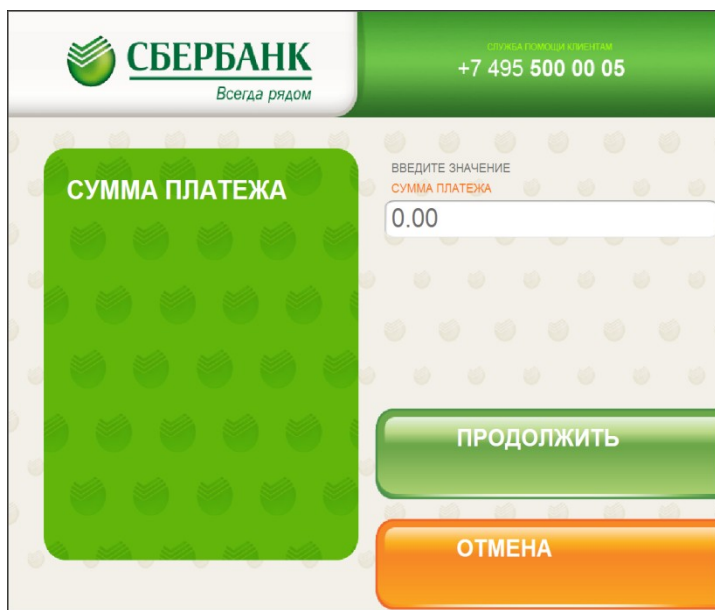 СБЕРБАНК
Всегда рядом
СЛУЖБА ПОМОЩИ КЛИЕНТАМ
+7 495 500 00 05
СУММА ПЛАТЕЖА
ВВЕДИТЕ ЗНАЧЕНИЕ
СУММА ПЛАТЕЖА
0.00
ПРОДОЛЖИТЬ
ОТМЕНА